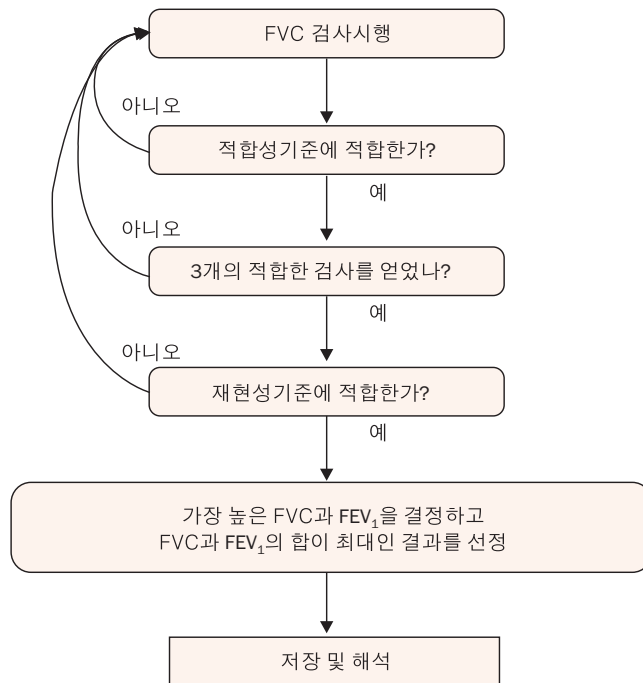 FVC 검사시행
아니오
적합성기준에 적합한가?
예
아니오
3개의 적합한 검사를 얻었나?
예
아니오
재현성기준에 적합한가?
예
가장 높은 FVC과 FEV₁을 결정하고
FVC과 FEV₁의 합이 최대인 결과를 선정
저장 및 해석